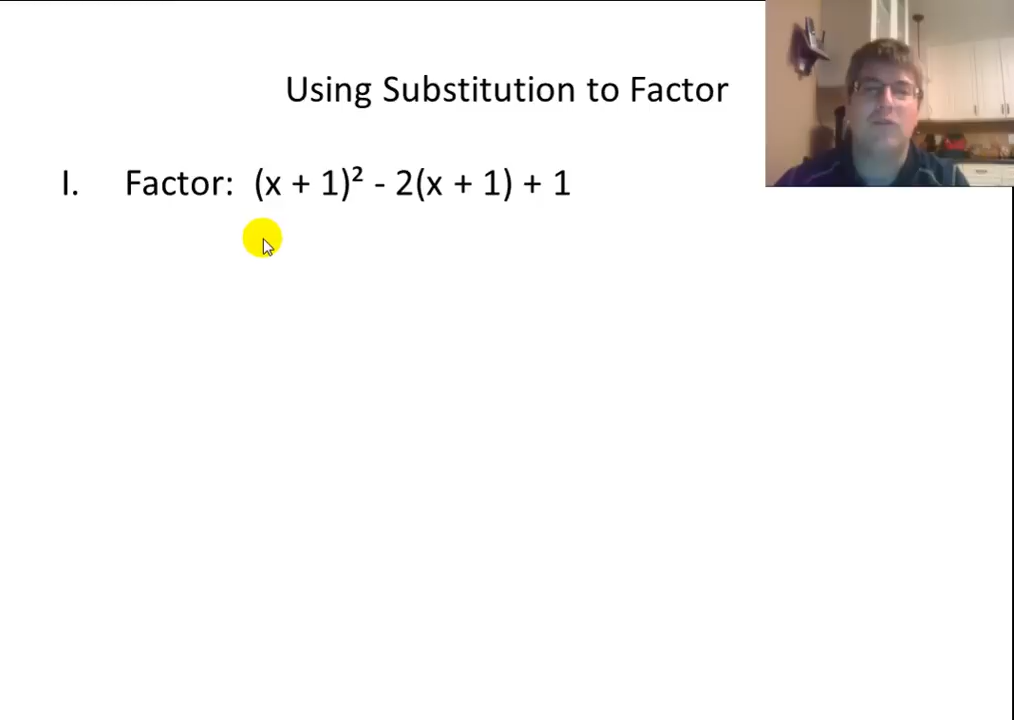 Using Substitution to Factor
I. Factor: (x + 1)² - 2(x + 1) + 1